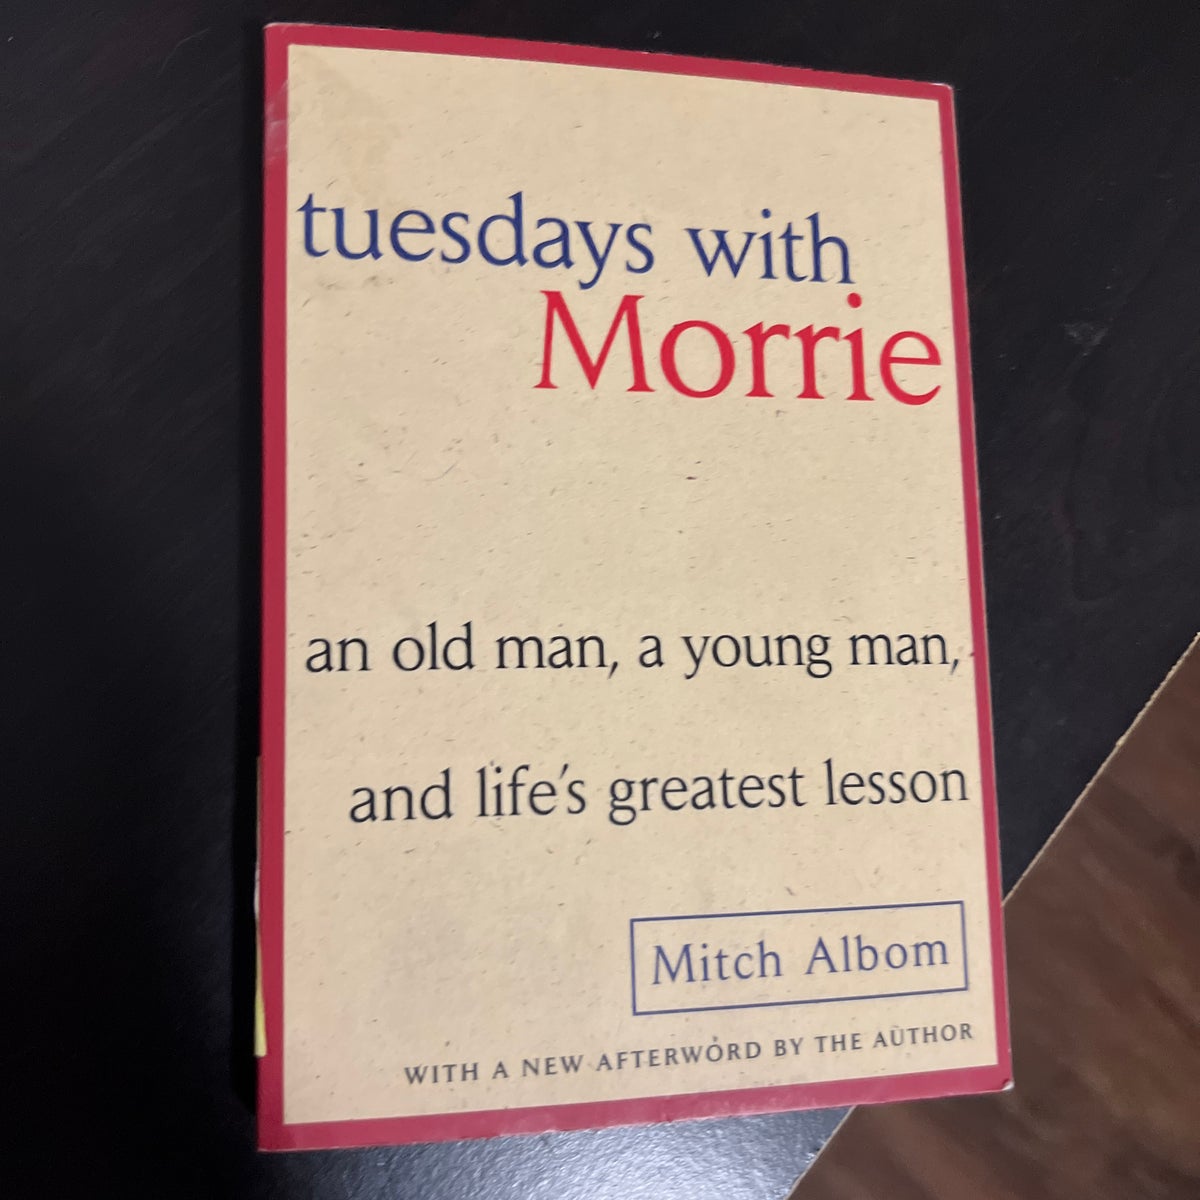 tuesdays with
Morrie
an old man, a young man,
and life's greatest lesson
Mitch Albom
WITH A NEW AFTERWORD BY THE AUTHOR